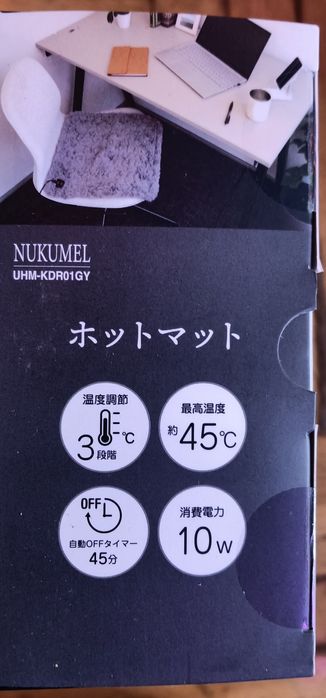 NUKUMEL
UHM-KDR01GY
ホットマット
温度調節
3 ℃
段階
最高温度
約45℃
OFF
自動OFFタイマー
45分
消費電力
10W